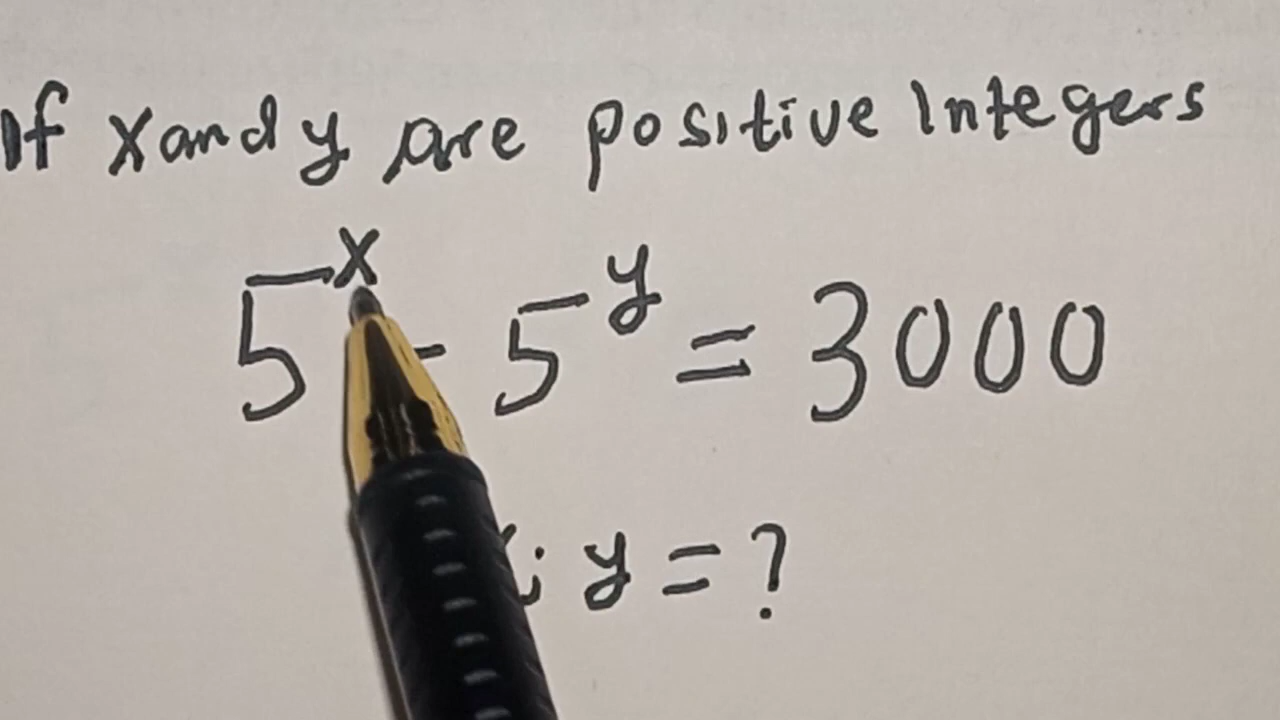 If x and y are positive Integers
5^x - 5^y = 3000
; y = ?